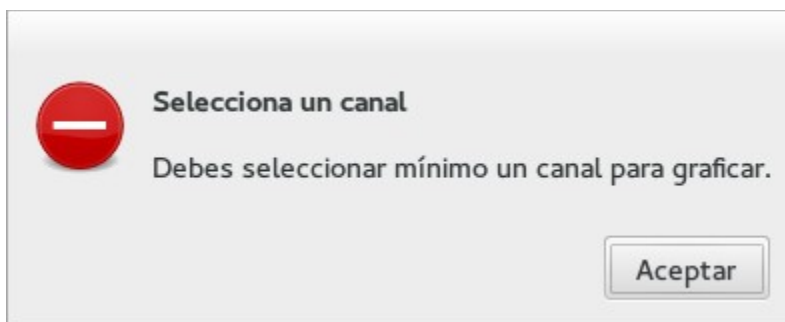 Selecciona un canal
Debes seleccionar mínimo un canal para graficar.
Aceptar